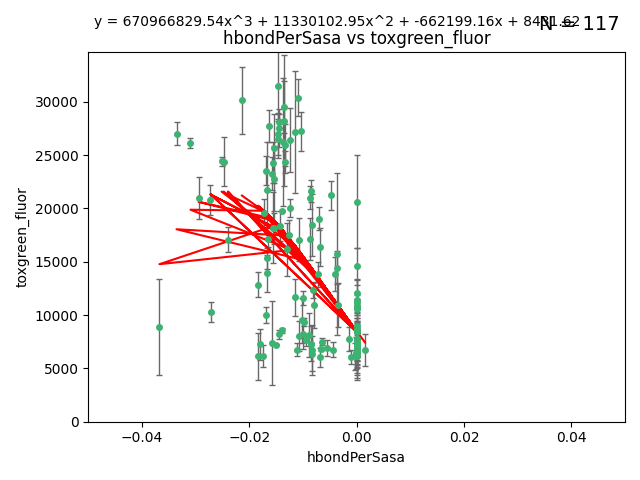 y = 670966829.54x^3 + 11330102.95x^2 + -662199.16x + 8431.62
N = 117
hbondPerSasa vs toxgreen_fluor
30000
25000
20000
15000
10000
5000
0
toxgreen_fluor
-0.04 -0.02 0.00 0.02 0.04
hbondPerSasa